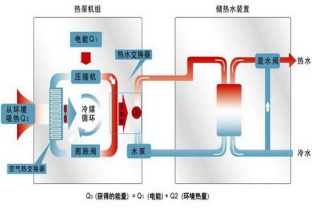 热泵机组
储热水装置
电能Q₁
热水交换器
压缩机
混水阀
热水
从环境
吸热Q₂
冷媒
循环
膨胀阀
水泵
冷水
空气热交换器
Q₃ (获得的能量) = Q₁ (电能) + Q2 (环境热量)